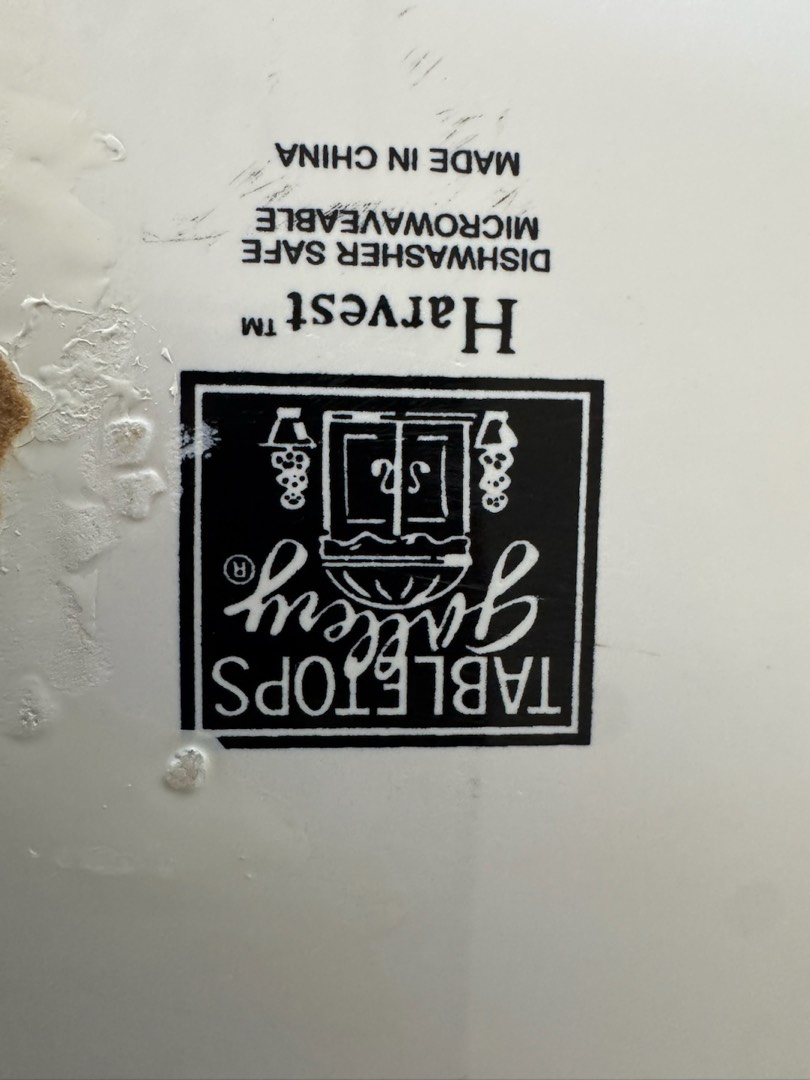 TABLETOPS
gallery®
Harvest™
DISHWASHER SAFE
MICROWAVEABLE
MADE IN CHINA